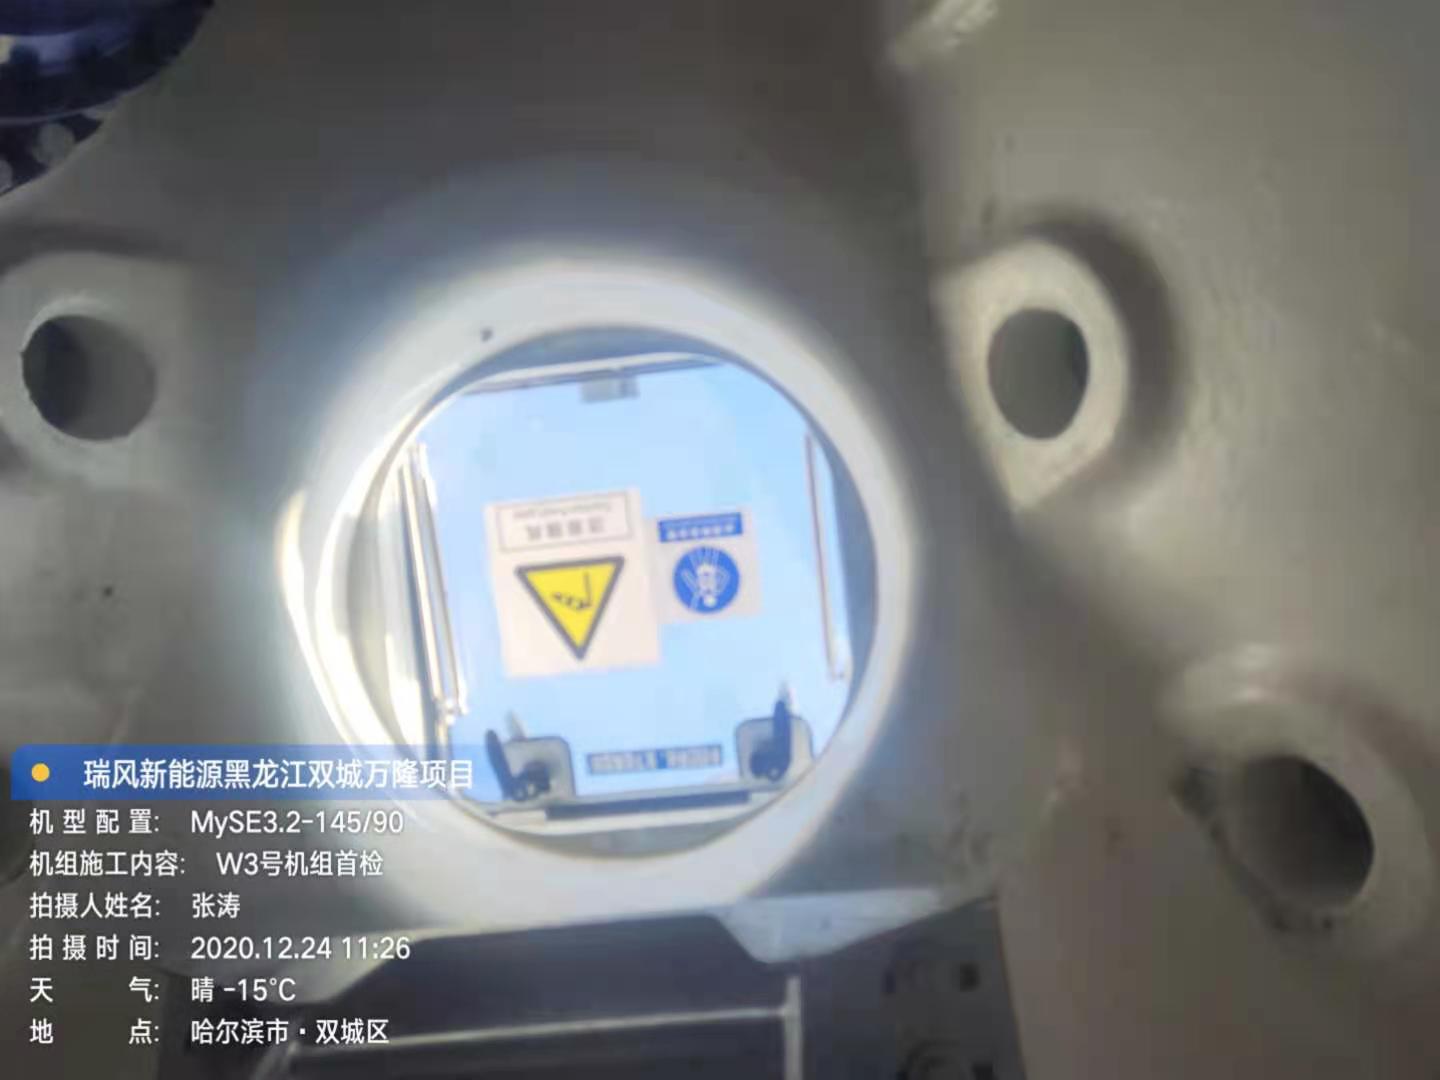 瑞风新能源黑龙江双城万隆项目
机型配置: MySE3.2-145/90
机组施工内容: W3号机组首检
拍摄人姓名: 张涛
拍摄时间: 2020.12.24 11:26
天气: 晴 -15℃
地点: 哈尔滨市·双城区